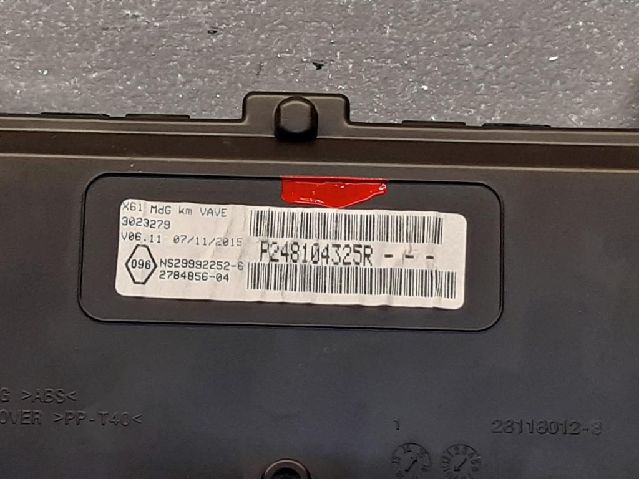 X61 MdG km VAVE
3023279
V06.11 07/11/2015
096 NS29992252-6
2784856-04
P248104325R - - -
G >ABS<
OVER >PP-T40<
1 28118012-3